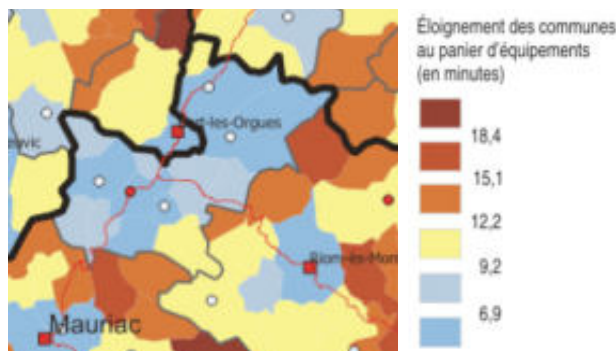 Éloignement des communes
au panier d'équipements
(en minutes)
18,4
15,1
12,2
9,2
6,9
Mauriac